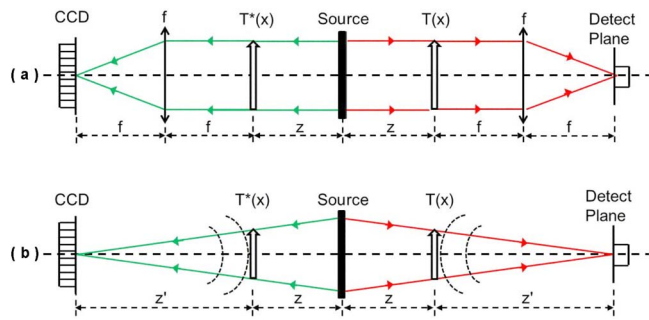 CCD f T*(x) Source T(x) f Detect Plane
( a )
f f z z f f
CCD T*(x) Source T(x) Detect Plane
( b )
z' z z z'